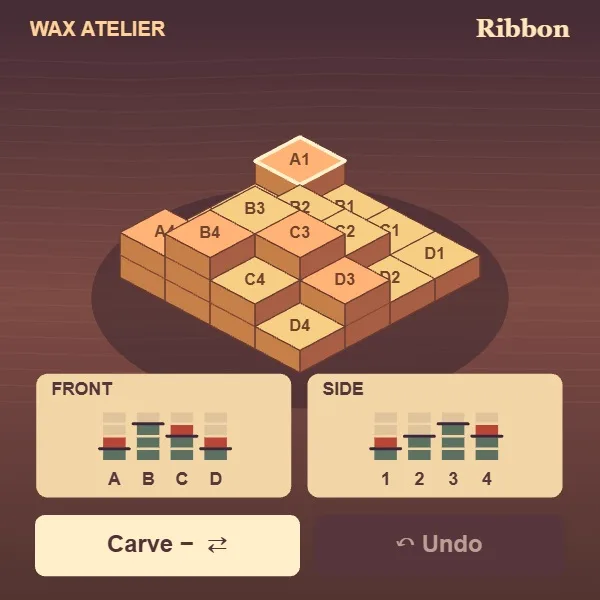 WAX ATELIER
Ribbon
A1
B3
B2
B1
A4
B4
C3
C2
C1
D1
C4
D3
D2
D4
FRONT
A B C D
SIDE
1 2 3 4
Carve − ⇄
↶ Undo